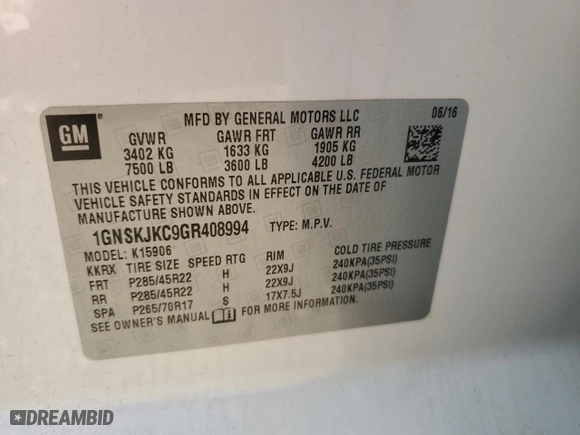 GM
MFD BY GENERAL MOTORS LLC 06/16
GVWR GAWR FRT GAWR RR
3402 KG 1633 KG 1905 KG
7500 LB 3600 LB 4200 LB
THIS VEHICLE CONFORMS TO ALL APPLICABLE U.S. FEDERAL MOTOR
VEHICLE SAFETY STANDARDS IN EFFECT ON THE DATE OF
MANUFACTURE SHOWN ABOVE.
1GNSKJKC9GR408994 TYPE: M.P.V.
MODEL: K15906
KKRX TIRE SIZE SPEED RTG RIM COLD TIRE PRESSURE
FRT P285/45R22 H 22X9J 240KPA(35PSI)
RR P285/45R22 H 22X9J 240KPA(35PSI)
SPA P265/70R17 S 17X7.5J 240KPA(35PSI)
SEE OWNER'S MANUAL FOR MORE INFORMATION.
DREAMBID